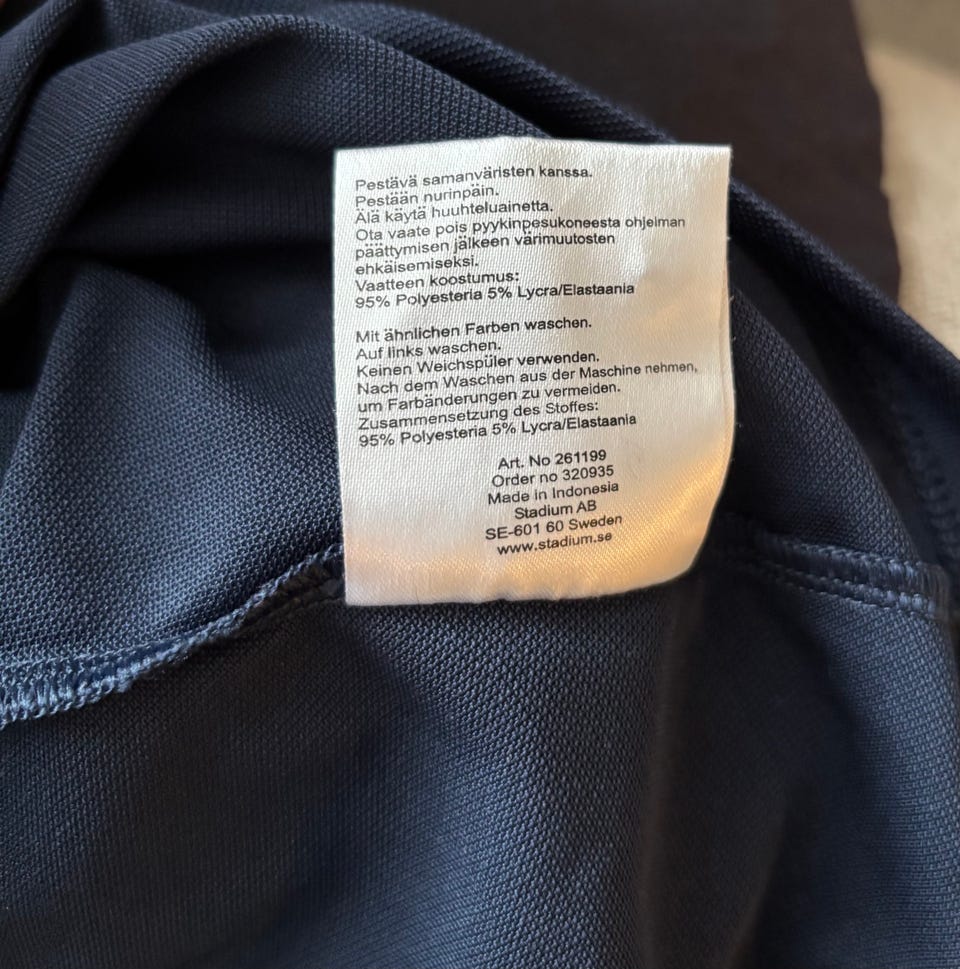 Pestävä samanväristen kanssa.
Pestään nurinpäin.
Älä käytä huuhteluainetta.
Ota vaate pois pyykinpesukoneesta ohjelman
päättymisen jälkeen värimuutosten
ehkäisemiseksi.
Vaatteen koostumus:
95% Polyesteria 5% Lycra/Elastaania
Mit ähnlichen Farben waschen.
Auf links waschen.
Keinen Weichspüler verwenden.
Nach dem Waschen aus der Maschine nehmen,
um Farbänderungen zu vermeiden.
Zusammensetzung des Stoffes:
95% Polyesteria 5% Lycra/Elastaania
Art. No 261199
Order no 320935
Made in Indonesia
Stadium AB
SE-601 60 Sweden
www.stadium.se